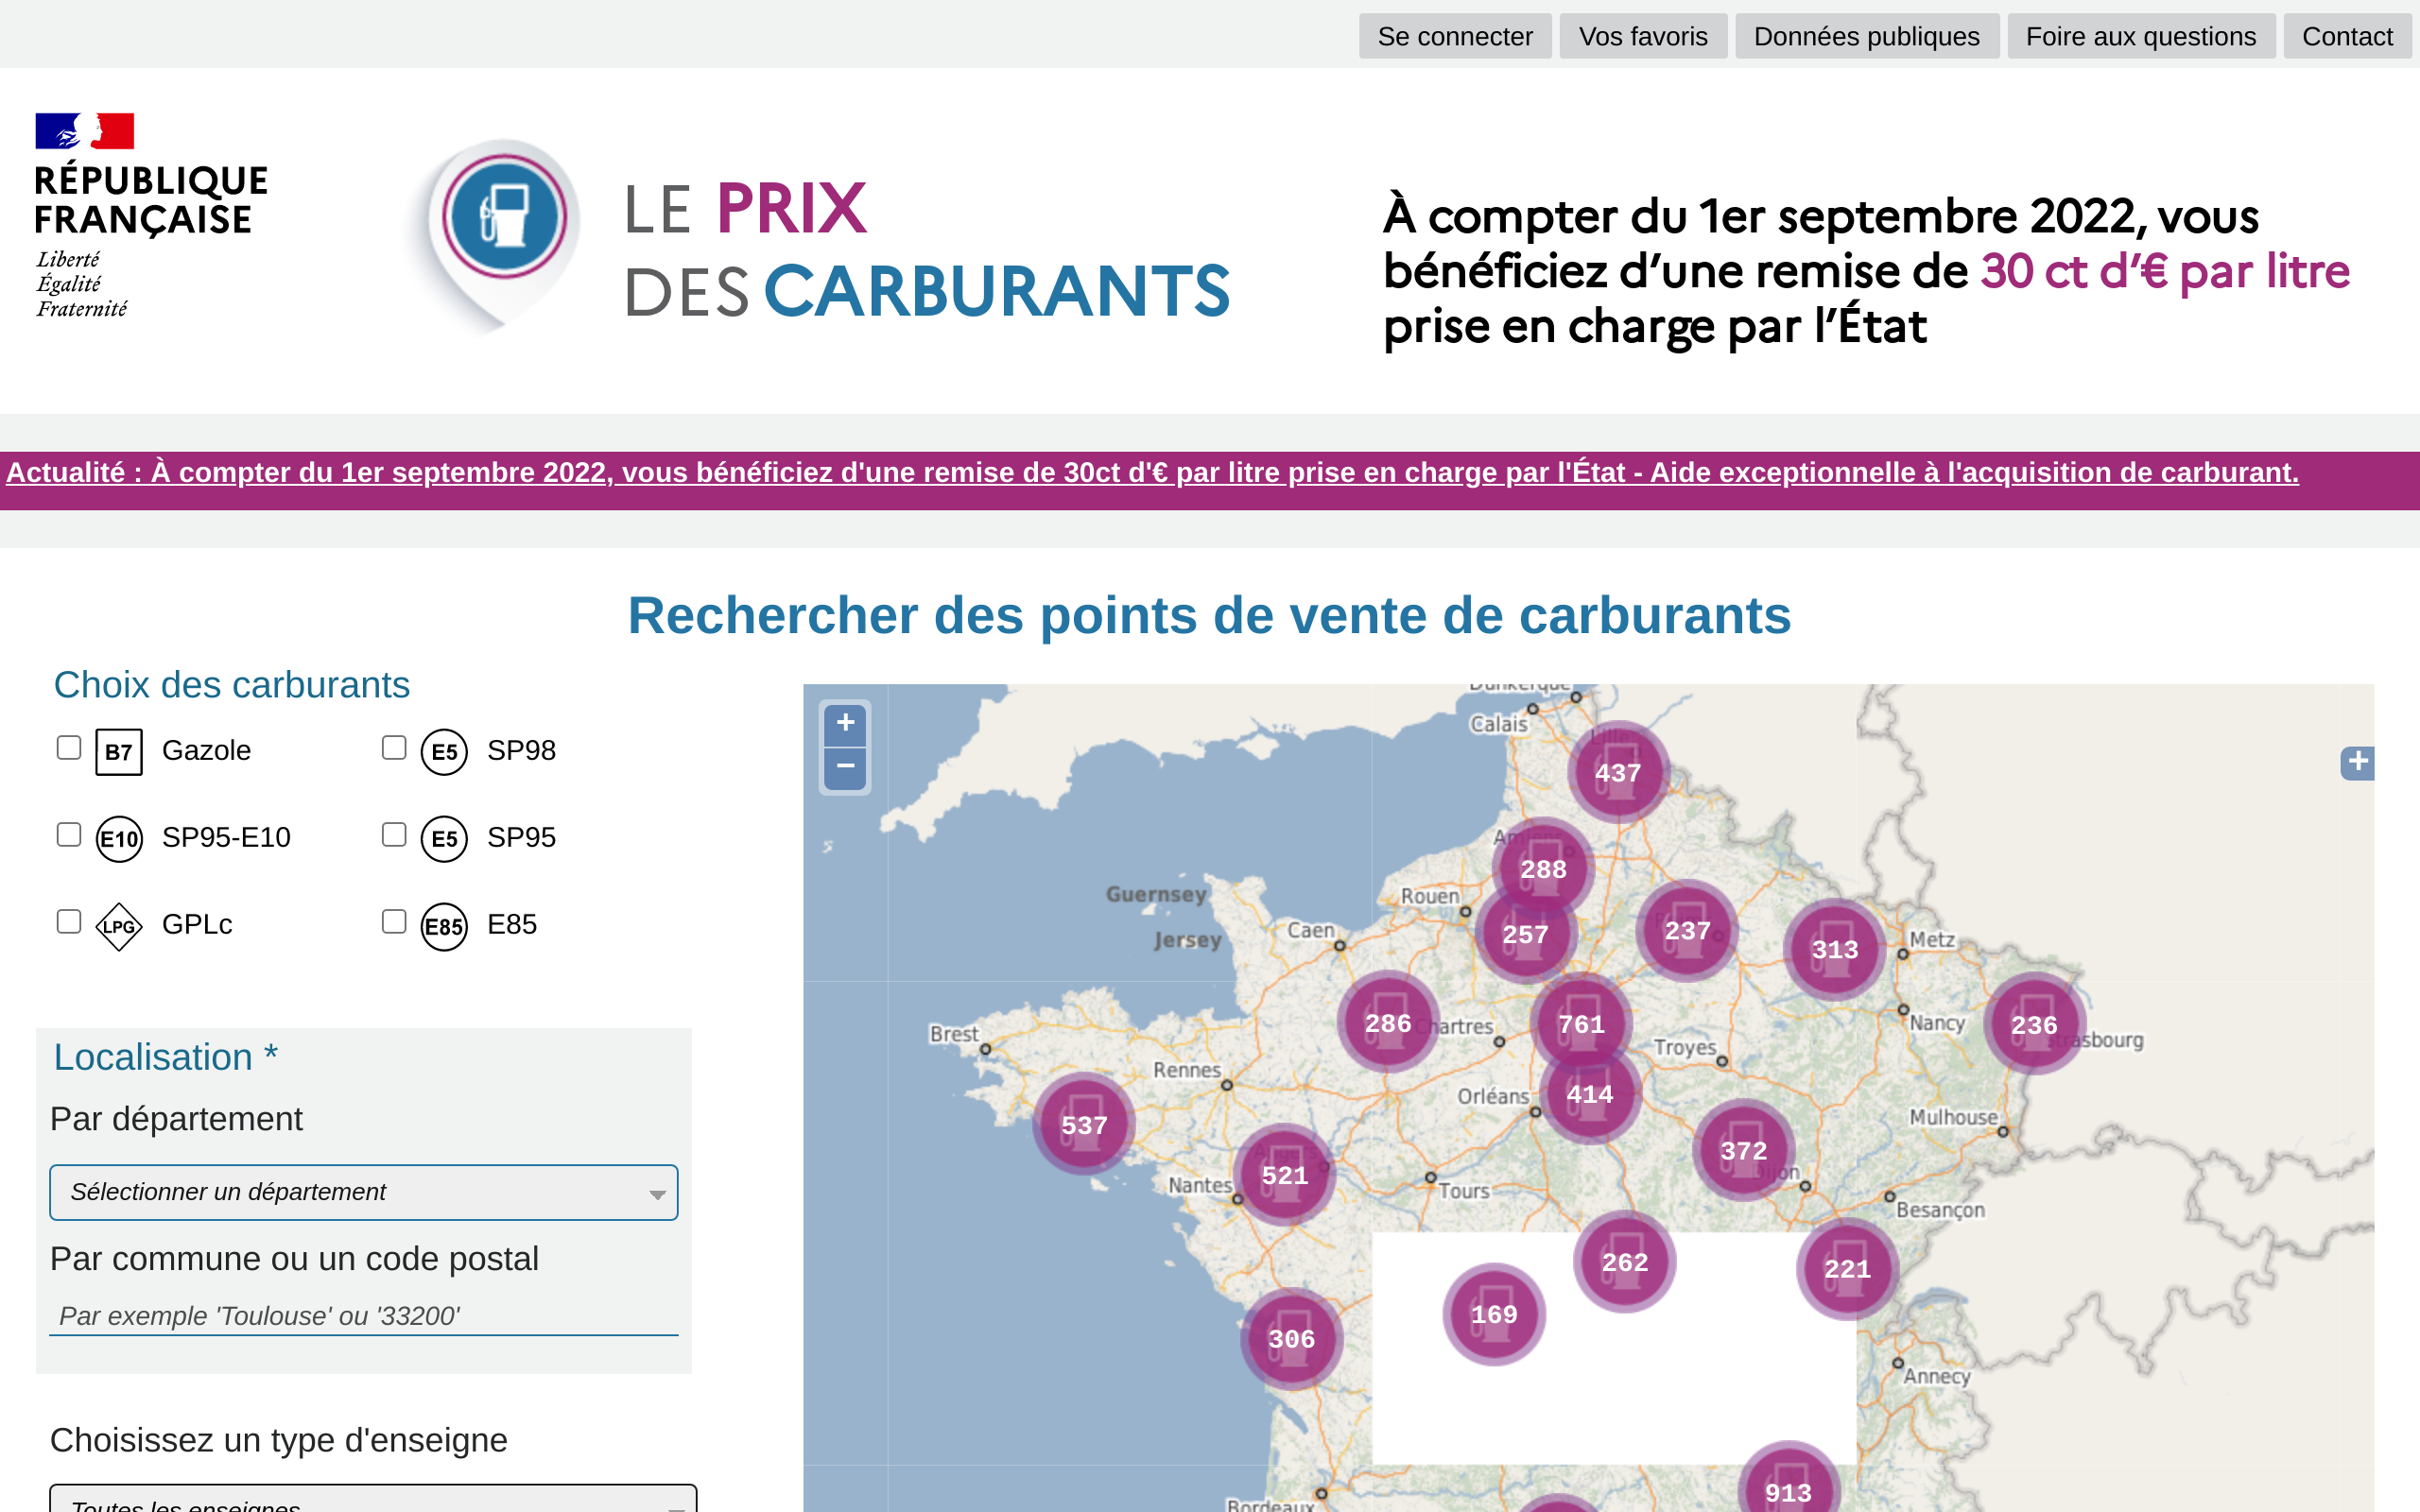 Se connecter
Vos favoris
Données publiques
Foire aux questions
Contact
RÉPUBLIQUE
FRANÇAISE
Liberté
Égalité
Fraternité
LE PRIX
DES CARBURANTS
À compter du 1er septembre 2022, vous
bénéficiez d’une remise de 30 ct d’€ par litre
prise en charge par l’État
Actualité : À compter du 1er septembre 2022, vous bénéficiez d'une remise de 30ct d'€ par litre prise en charge par l'État - Aide exceptionnelle à l'acquisition de carburant.
Rechercher des points de vente de carburants
Choix des carburants
B7 Gazole
E5 SP98
E10 SP95-E10
E5 SP95
LPG GPLc
E85 E85
Localisation *
Par département
Sélectionner un département
Par commune ou un code postal
Par exemple 'Toulouse' ou '33200'
Choisissez un type d'enseigne
Toutes les enseignes
+
−
+
Dunkerque
Calais
Lille
437
Amiens
288
Guernsey
Rouen
257
237
313
Metz
Jersey
Caen
286
Chartres
761
Nancy
236
Strasbourg
Brest
Troyes
Rennes
Orléans
414
Mulhouse
537
372
Dijon
Angers
521
Nantes
Tours
Besançon
262
221
169
306
Annecy
913
Bordeaux